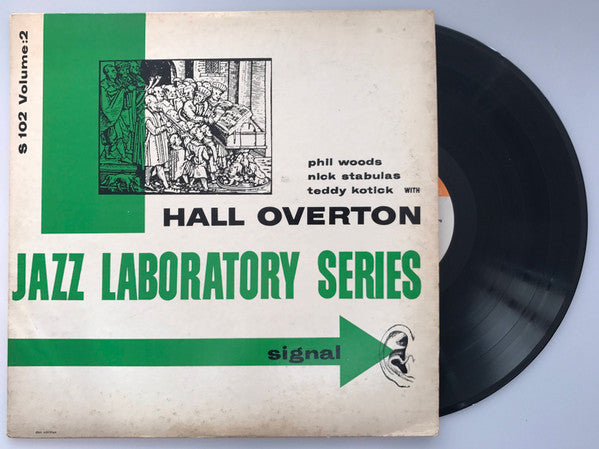 S 102 Volume:2
phil woods
nick stabulas
teddy kotick WITH
HALL OVERTON
JAZZ LABORATORY SERIES
signal